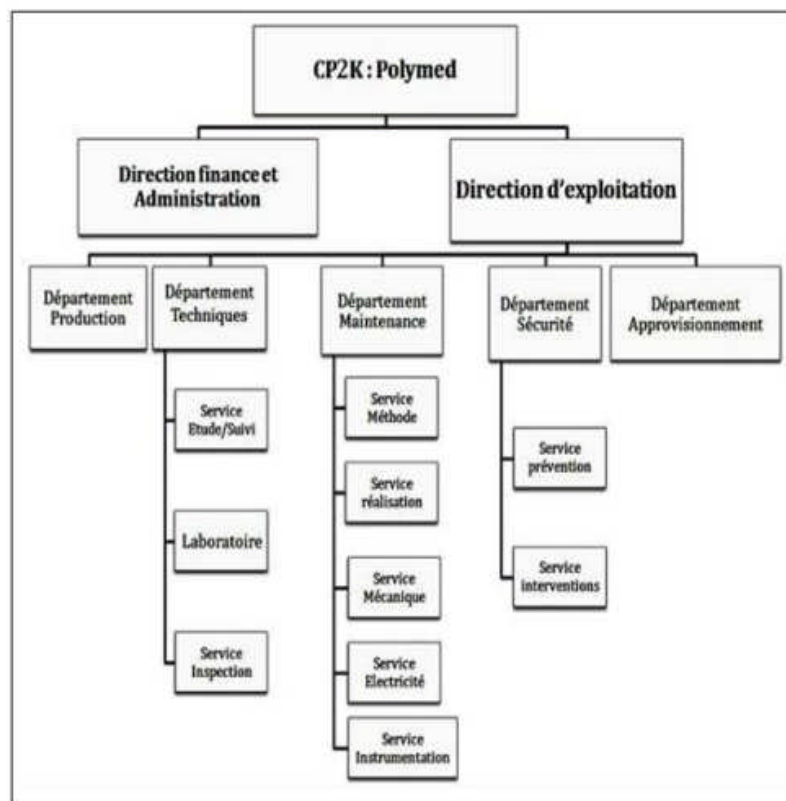 CP2K : Polymed
Direction finance et
Administration
Direction d'exploitation
Département
Production
Département
Techniques
Département
Maintenance
Département
Sécurité
Département
Approvisionnement
Service
Etude/Suivi
Laboratoire
Service
Inspection
Service
Méthode
Service
réalisation
Service
Mécanique
Service
Electricité
Service
Instrumentation
Service
prévention
Service
interventions